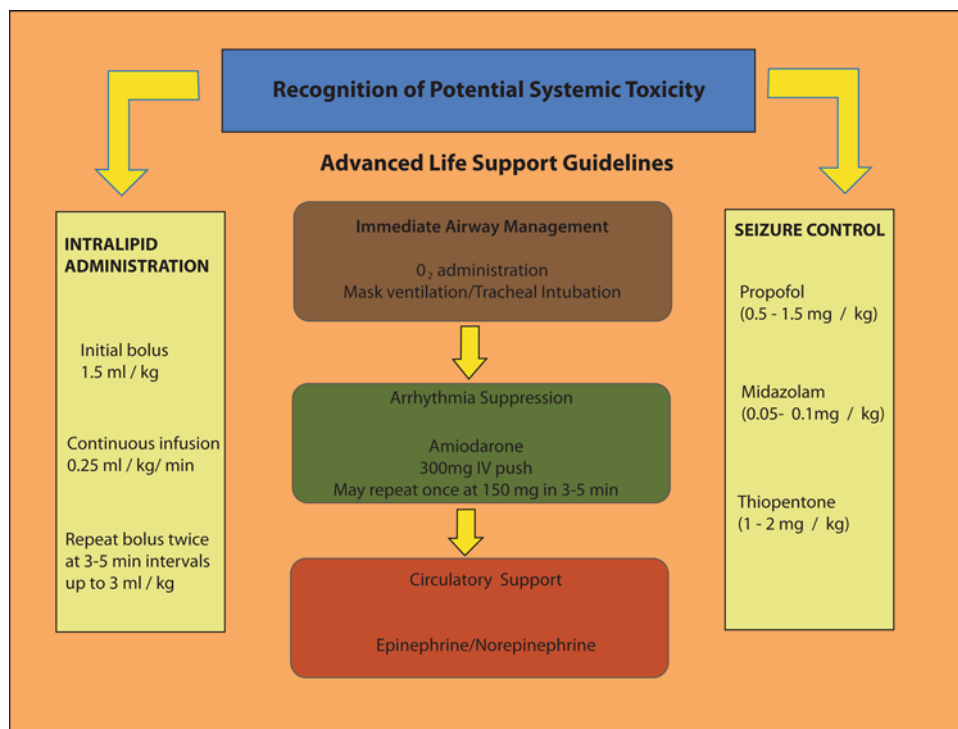 Recognition of Potential Systemic Toxicity
Advanced Life Support Guidelines
INTRALIPID
ADMINISTRATION
Initial bolus
1.5 ml / kg
Continuous infusion
0.25 ml / kg/ min
Repeat bolus twice
at 3-5 min intervals
up to 3 ml / kg
Immediate Airway Management
0₂ administration
Mask ventilation/Tracheal Intubation
Arrhythmia Suppression
Amiodarone
300mg IV push
May repeat once at 150 mg in 3-5 min
Circulatory Support
Epinephrine/Norepinephrine
SEIZURE CONTROL
Propofol
(0.5 - 1.5 mg / kg)
Midazolam
(0.05- 0.1mg / kg)
Thiopentone
(1 - 2 mg / kg)